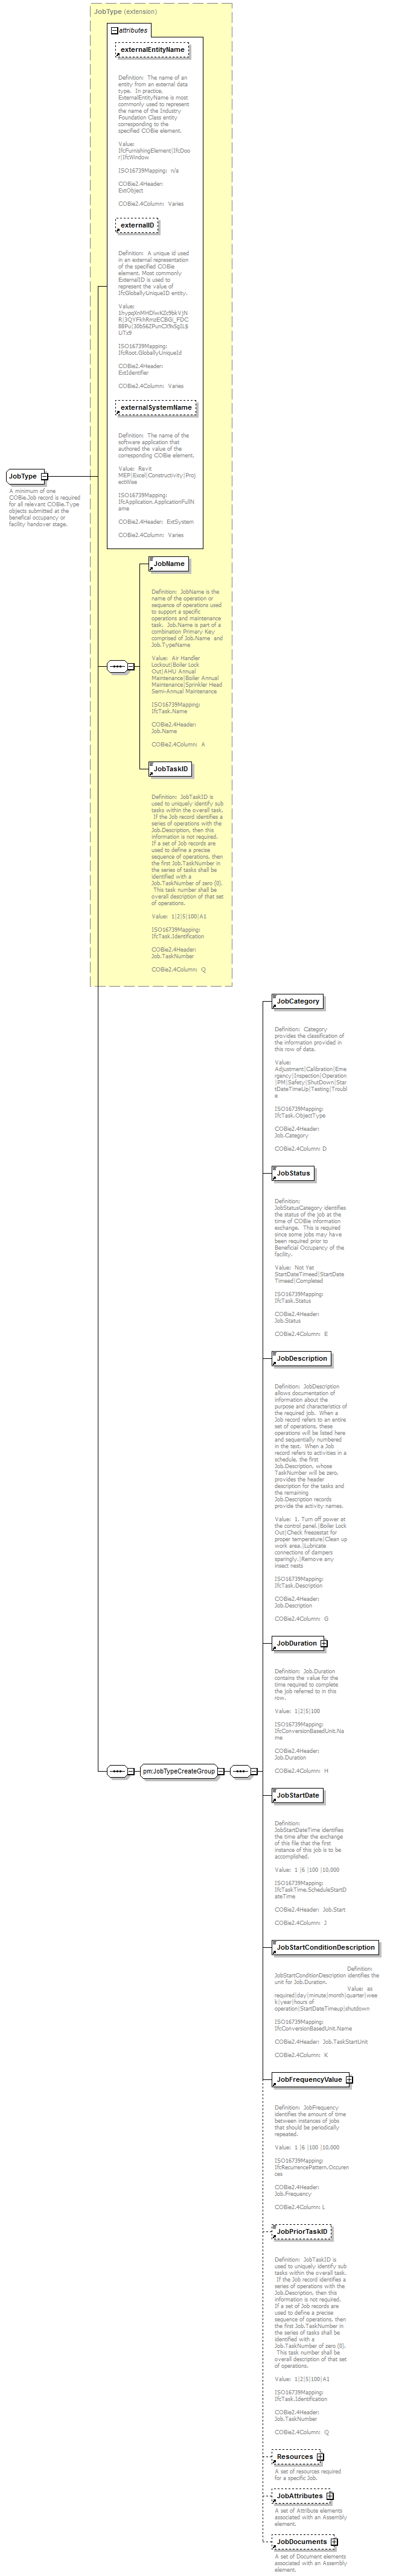 JobType (extension)
attributes
externalEntityName
Definition:  The name of an
entity from an external data
type.  In practice,
ExternalEntityName is most
commonly used to represent
the name of the Industry
Foundation Class entity
corresponding to the
specified COBie element.
Value:
IfcFurnishingElement|IfcDoo
r|IfcWindow
ISO16739Mapping:  n/a
COBie2.4Header:
ExtObject
COBie2.4Column:  Varies
externalID
Definition:  A unique id used
in an external representation
of the specified COBie
element. Most commonly
ExternalID is used to
represent the value of
IfcGloballyUniqueID entity.
Value:
ISO16739Mapping:
IfcRoot.GloballyUniqueId
COBie2.4Header:
ExtIdentifier
COBie2.4Column:  Varies
externalSystemName
Definition:  The name of the
software application that
authored the value of the
corresponding COBie element.
Value:  Revit
MEP|Excel|Constructivity|Proj
ectWise
ISO16739Mapping:
IfcApplication.ApplicationFullN
ame
COBie2.4Header:  ExtSystem
COBie2.4Column:  Varies
JobType
A minimum of one
COBie.Job record is required
for all relevant COBie.Type
objects submitted at the
benefical occupancy or
facility handover stage.
JobName
Definition:  JobName is the
name of the operation or
sequence of operations used
to support a specific
operations and maintenance
task.  Job.Name is part of a
combination Primary Key
comprised of Job.Name  and
Job.TypeName
Value:  Air Handler
Lockout|Boiler Lock
Out|AHU Annual
Maintenance|Boiler Annual
Maintenance|Sprinkler Head
Semi-Annual Maintenance
ISO16739Mapping:
IfcTask.Name
COBie2.4Header:
Job.Name
COBie2.4Column:  A
JobTaskID
Definition:  JobTaskID is
used to uniquely identify sub
tasks within the overall task.
If the Job record identifies a
series of operations with the
Job.Description, then this
information is not required.
If a set of Job records are
used to define a precise
sequence of operations, then
the first Job.TaskNumber in
the series of tasks shall be
identified with a
Job.TaskNumber of zero (0).
This task number shall be
overall description of that set
of operations.
Value:  1|2|5|100|A1
ISO16739Mapping:
IfcTask.Identification
COBie2.4Header:
Job.TaskNumber
COBie2.4Column:  Q
pm:JobTypeCreateGroup
JobCategory
Definition:  Category
provides the classification of
the information provided in
this row of data.
Value:
Adjustment|Calibration|Eme
rgency|Inspection|Operation
|PM|Safety|ShutDown|Star
tDateTimeUp|Testing|Troubl
e
ISO16739Mapping:
IfcTask.ObjectType
COBie2.4Header:
Job.Category
COBie2.4Column: D
JobStatus
Definition:
JobStatusCategory identifies
the status of the job at the
time of COBie information
exchange.  This is required
since some jobs may have
been required prior to
Beneficial Occupancy of the
facility.
Value:  Not Yet
StartDateTimeed|StartDate
Timeed|Completed
ISO16739Mapping:
IfcTask.Status
COBie2.4Header:
Job.Status
COBie2.4Column:  E
JobDescription
Definition:  JobDescription
allows documentation of
information about the
purpose and characteristics of
the required job.  When a
Job record refers to an entire
set of operations, these
operations will be listed here
and sequentially numbered
in the text.  When a Job
record refers to activities in a
schedule, the first
Job.Description, whose
TaskNumber will be zero,
provides the header
description for the tasks and
the remaining
Job.Description records
provide the activity names.
Value:  1. Turn off power at
the control panel.|Boiler Lock
Out|Check freezestat for
proper temperature|Clean up
work area.|Lubricate
connections of dampers
sparingly.|Remove any
insect nests
ISO16739Mapping:
IfcTask.Description
COBie2.4Header:
Job.Description
COBie2.4Column:  G
JobDuration
Definition:  Job.Duration
contains the value for the
time required to complete
the job referred to in this
row.
Value:  1|2|5|100
ISO16739Mapping:
IfcConversionBasedUnit.Na
me
COBie2.4Header:
Job.Duration
COBie2.4Column:  H
JobStartDate
Definition:
JobStartDateTime identifies
the time after the exchange
of this file that the first
instance of this job is to be
accomplished.
Value:  1 |6 |100 |10,000
ISO16739Mapping:
IfcTaskTime.ScheduleStartD
ateTime
COBie2.4Header:  Job.Start
COBie2.4Column:  J
JobStartConditionDescription
Definition:
JobStartConditionDescription identifies the
unit for Job.Duration.
Value:  as
required|day|minute|month|quarter|wee
k|year|hours of
operation|StartDateTimeup|shutdown
ISO16739Mapping:
IfcConversionBasedUnit.Name
COBie2.4Header:  Job.TaskStartUnit
COBie2.4Column:  K
JobFrequencyValue
Definition:  JobFrequency
identifies the amount of time
between instances of jobs
that should be periodically
repeated.
Value:  1 |6 |100 |10,000
ISO16739Mapping:
IfcRecurrencePattern.Occuren
ces
COBie2.4Header:
Job.Frequency
COBie2.4Column: L
JobPriorTaskID
Definition:  JobTaskID is
used to uniquely identify sub
tasks within the overall task.
If the Job record identifies a
series of operations with the
Job.Description, then this
information is not required.
If a set of Job records are
used to define a precise
sequence of operations, then
the first Job.TaskNumber in
the series of tasks shall be
identified with a
Job.TaskNumber of zero (0).
This task number shall be
overall description of that set
of operations.
Value:  1|2|5|100|A1
ISO16739Mapping:
IfcTask.Identification
COBie2.4Header:
Job.TaskNumber
COBie2.4Column:  Q
Resources
A set of resources required
for a specific Job.
JobAttributes
A set of Attribute elements
associated with an Assembly
element.
JobDocuments
A set of Document elements
associated with an Assembly
element.